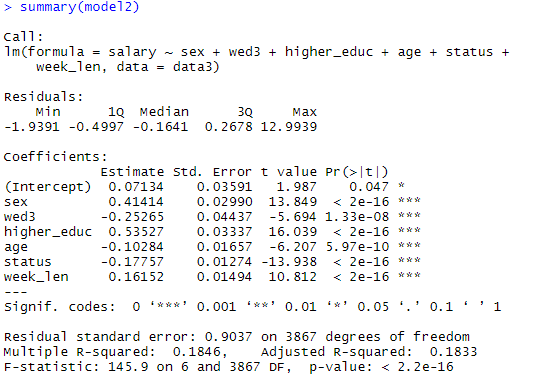 > summary(model2)
Call:
lm(formula = salary ~ sex + wed3 + higher_educ + age + status +
    week_len, data = data3)
Residuals:
    Min      1Q  Median      3Q     Max
-1.9391 -0.4997 -0.1641  0.2678 12.9939
Coefficients:
            Estimate Std. Error t value Pr(>|t|)
(Intercept)  0.07134    0.03591   1.987    0.047 *
sex          0.41414    0.02990  13.849  < 2e-16 ***
wed3        -0.25265    0.04437  -5.694 1.33e-08 ***
higher_educ  0.53527    0.03337  16.039  < 2e-16 ***
age         -0.10284    0.01657  -6.207 5.97e-10 ***
status      -0.17757    0.01274 -13.938  < 2e-16 ***
week_len     0.16152    0.01494  10.812  < 2e-16 ***
---
Signif. codes:  0 ‘***’ 0.001 ‘**’ 0.01 ‘*’ 0.05 ‘.’ 0.1 ‘ ’ 1
Residual standard error: 0.9037 on 3867 degrees of freedom
Multiple R-squared:  0.1846,    Adjusted R-squared:  0.1833
F-statistic: 145.9 on 6 and 3867 DF,  p-value: < 2.2e-16